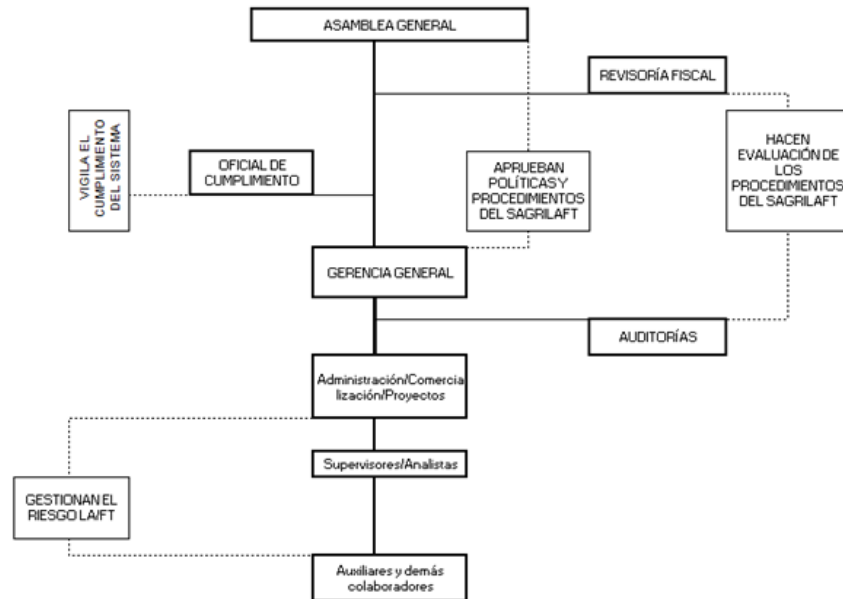 ASAMBLEA GENERAL
REVISORÍA FISCAL
VIGILA EL
CUMPLIMIENTO
DEL SISTEMA
OFICIAL DE
CUMPLIMIENTO
APRUEBAN
POLÍTICAS Y
PROCEDIMIENTOS
DEL SAGRILAFT
HACEN
EVALUACIÓN DE
LOS
PROCEDIMIENTOS
DEL SAGRILAFT
GERENCIA GENERAL
AUDITORÍAS
Administración/Comercia
lización/Proyectos
Supervisores/Analistas
GESTIONAN EL
RIESGO LA/FT
Auxiliares y demás
colaboradores